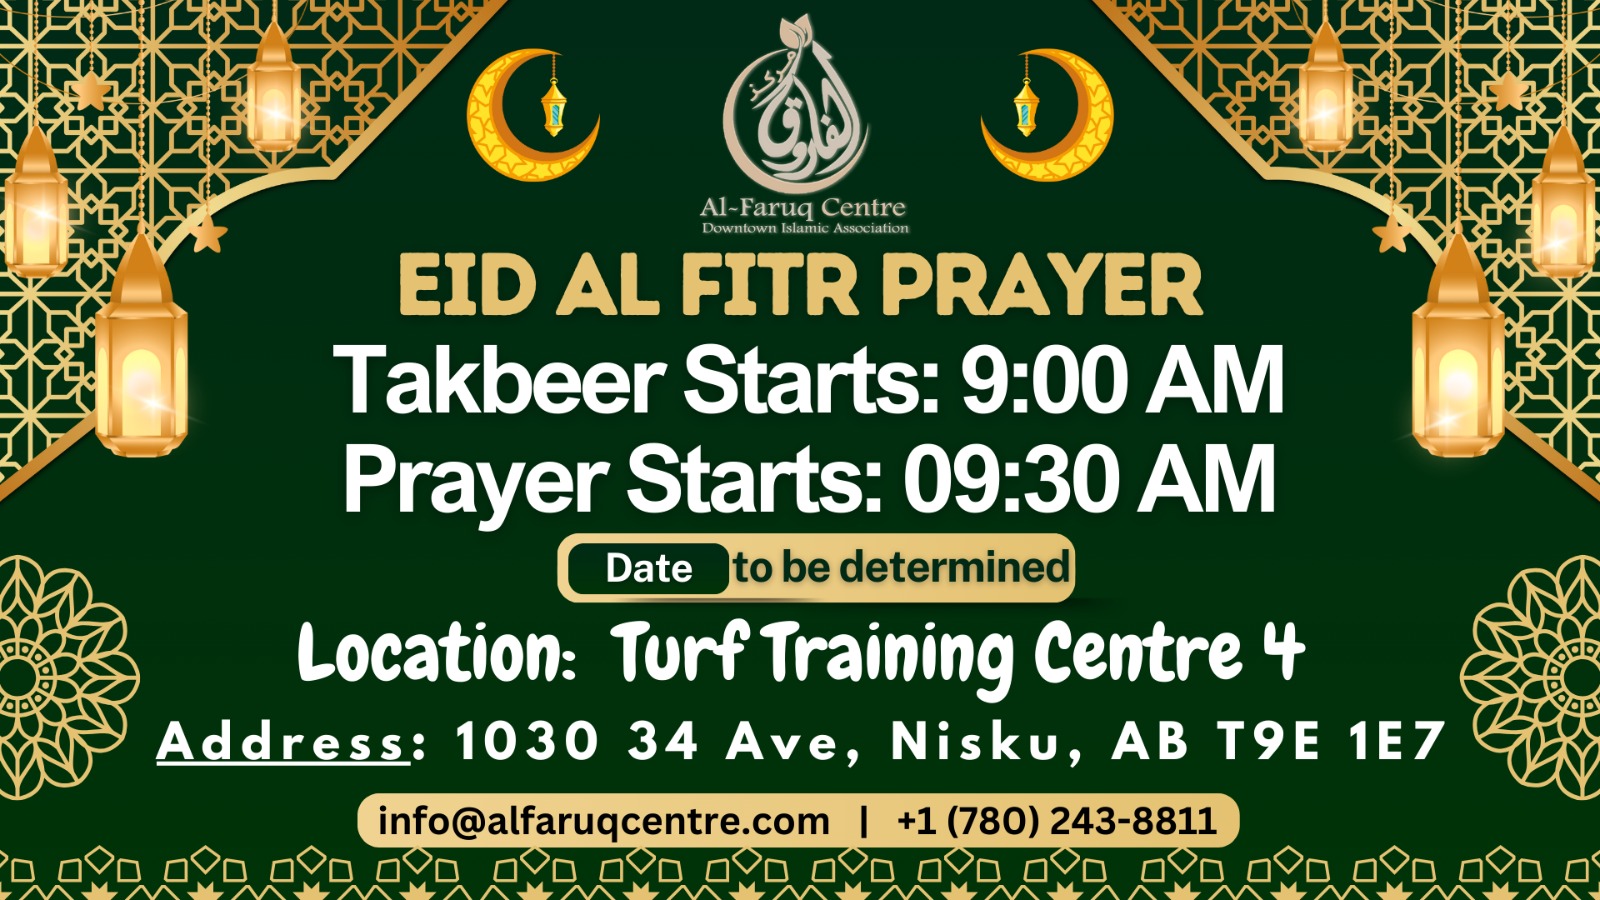 الفاروق
Al-Faruq Centre
Downtown Islamic Association
EID AL FITR PRAYER
Takbeer Starts: 9:00 AM
Prayer Starts: 09:30 AM
Date to be determined
Location: Turf Training Centre 4
Address: 1030 34 Ave, Nisku, AB T9E 1E7
info@alfaruqcentre.com | +1 (780) 243-8811